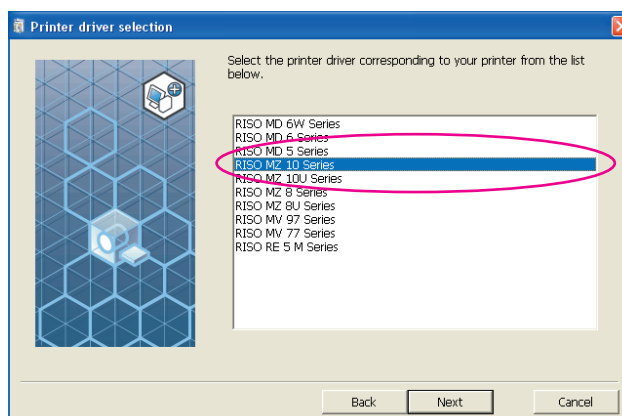 Printer driver selection
Select the printer driver corresponding to your printer from the list
below.
RISO MD 6W Series
RISO MD 6 Series
RISO MD 5 Series
RISO MZ 10 Series
RISO MZ 10U Series
RISO MZ 8 Series
RISO MZ 8U Series
RISO MV 97 Series
RISO MV 77 Series
RISO RE 5 M Series
Back Next Cancel